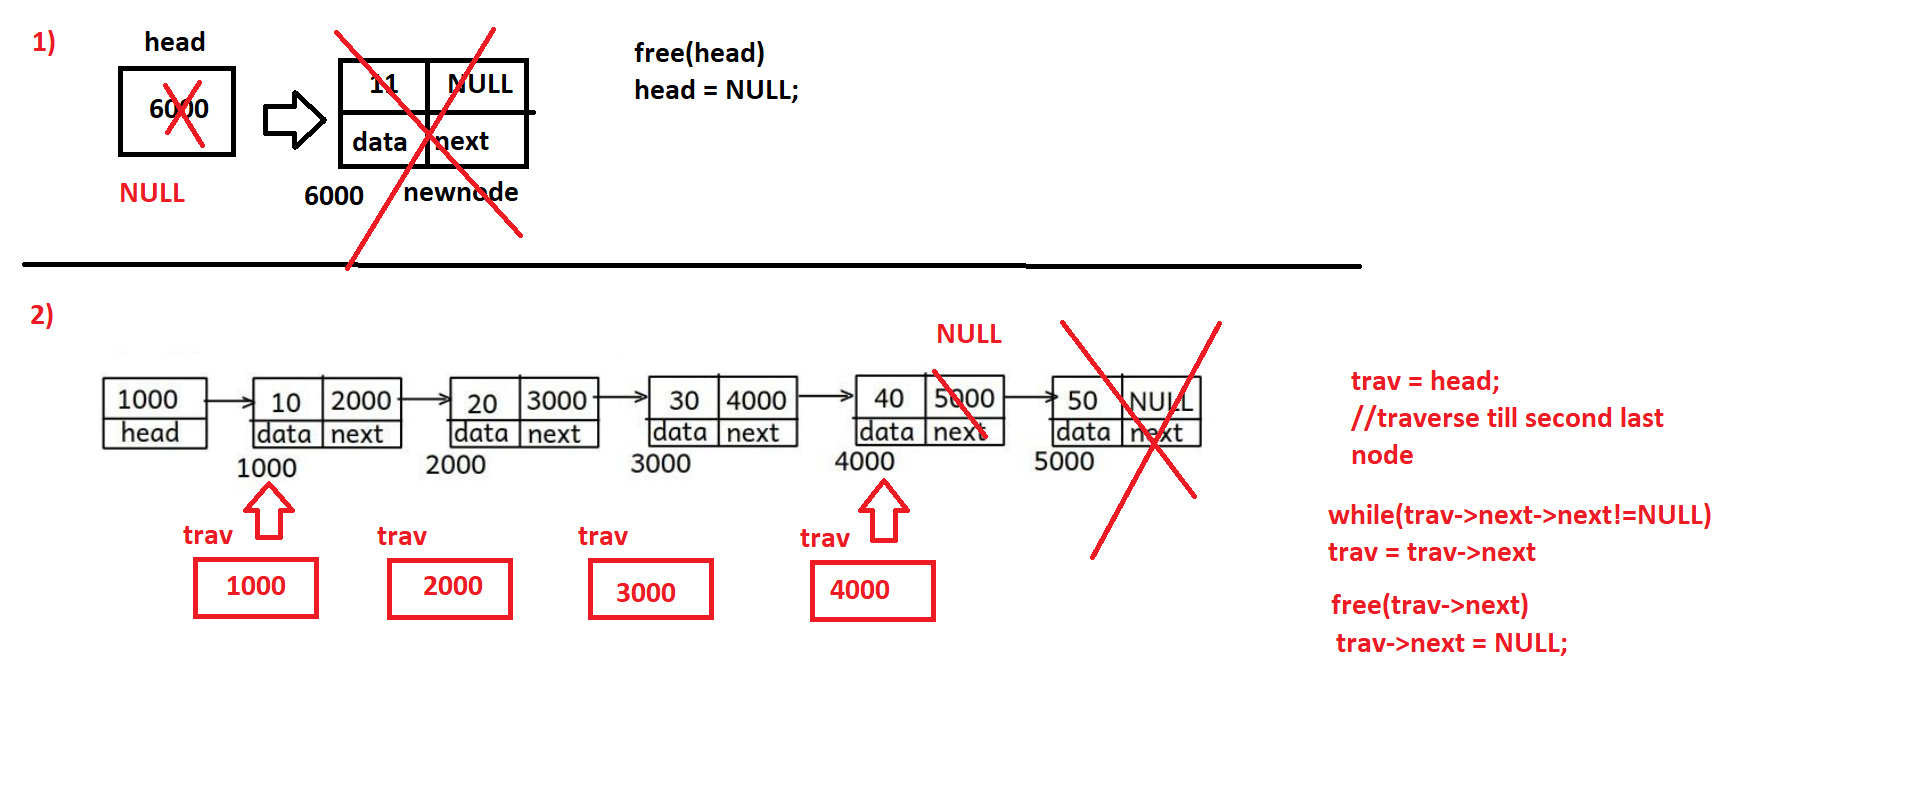 1)
head
6000
NULL
11 NULL
data next
6000 newnode
free(head)
head = NULL;
2)
NULL
1000
head
10 2000
data next
1000
20 3000
data next
2000
30 4000
data next
3000
40 5000
data next
4000
50 NULL
data next
5000
trav
1000
trav
2000
trav
3000
trav
4000
trav = head;
//traverse till second last
node
while(trav->next->next!=NULL)
trav = trav->next
free(trav->next)
trav->next = NULL;